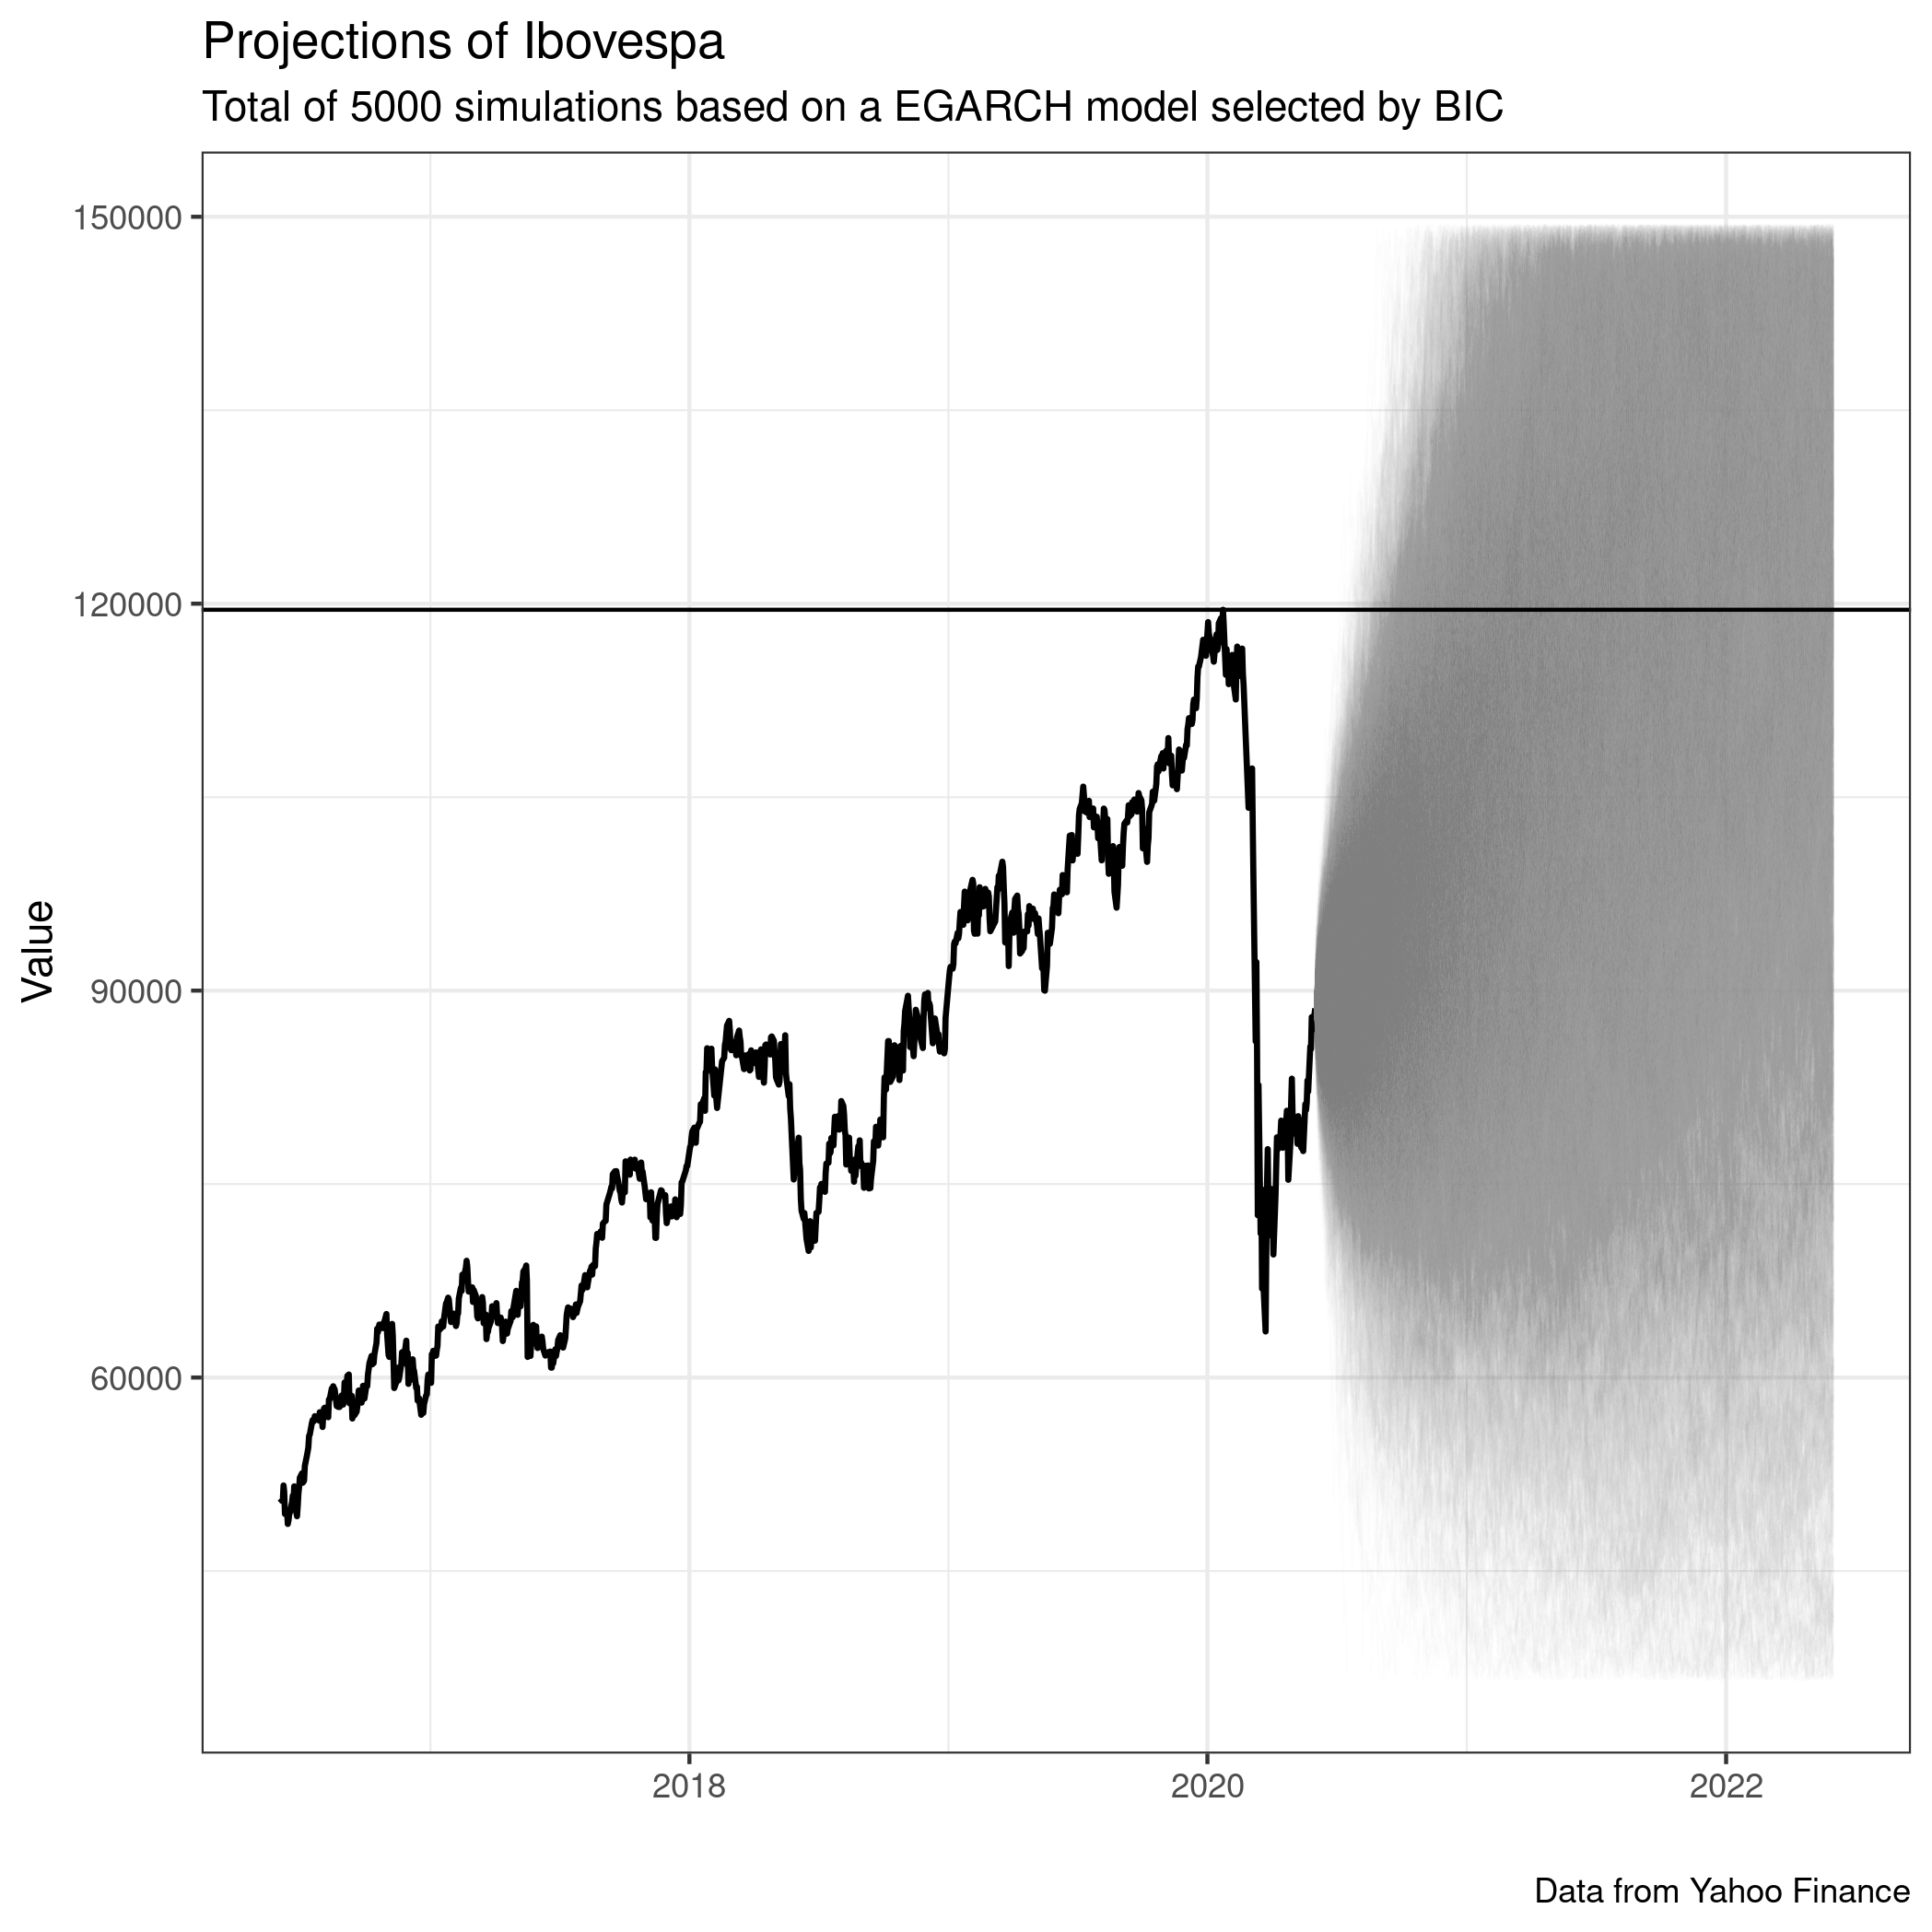 Projections of Ibovespa
Total of 5000 simulations based on a EGARCH model selected by BIC
150000
120000
90000
60000
Value
2018
2020
2022
Data from Yahoo Finance